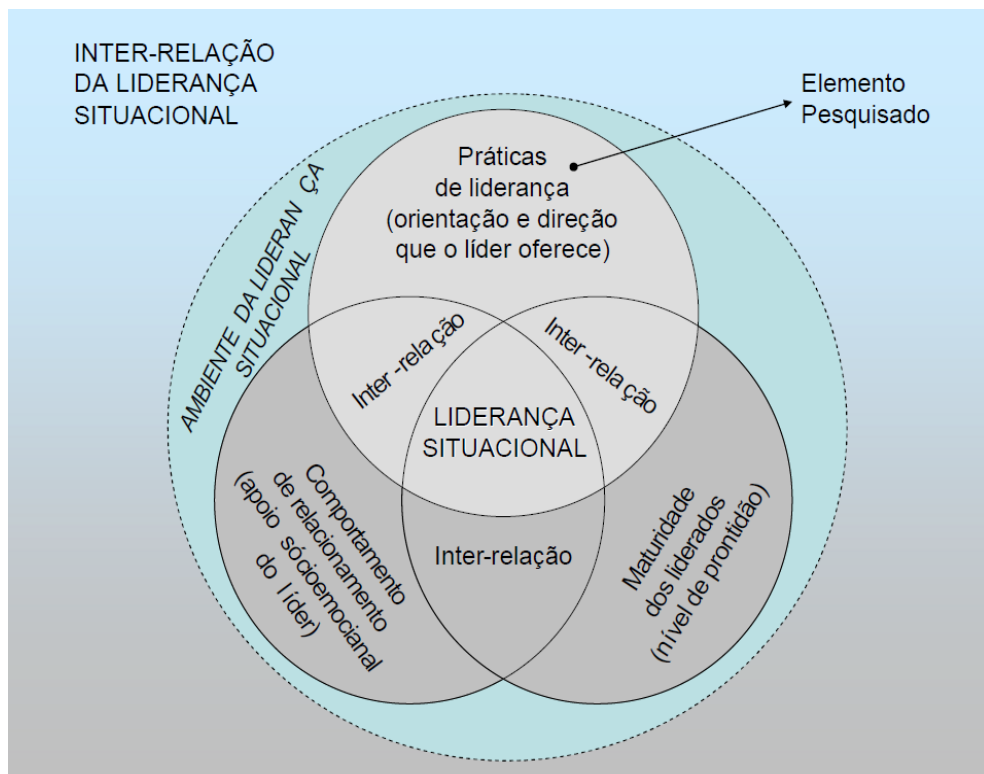 INTER-RELAÇÃO
DA LIDERANÇA
SITUACIONAL
Elemento
Pesquisado
Práticas
de liderança
(orientação e direção
que o líder oferece)
AMBIENTE DA LIDERAN ÇA
SITUACIONAL
Inter -relação
Inter -relação
LIDERANÇA
SITUACIONAL
Comportamento
de relacionamento
(apoio sócioemocianal
do líder)
Inter-relação
Maturidade
dos liderados
(nível de prontidão)